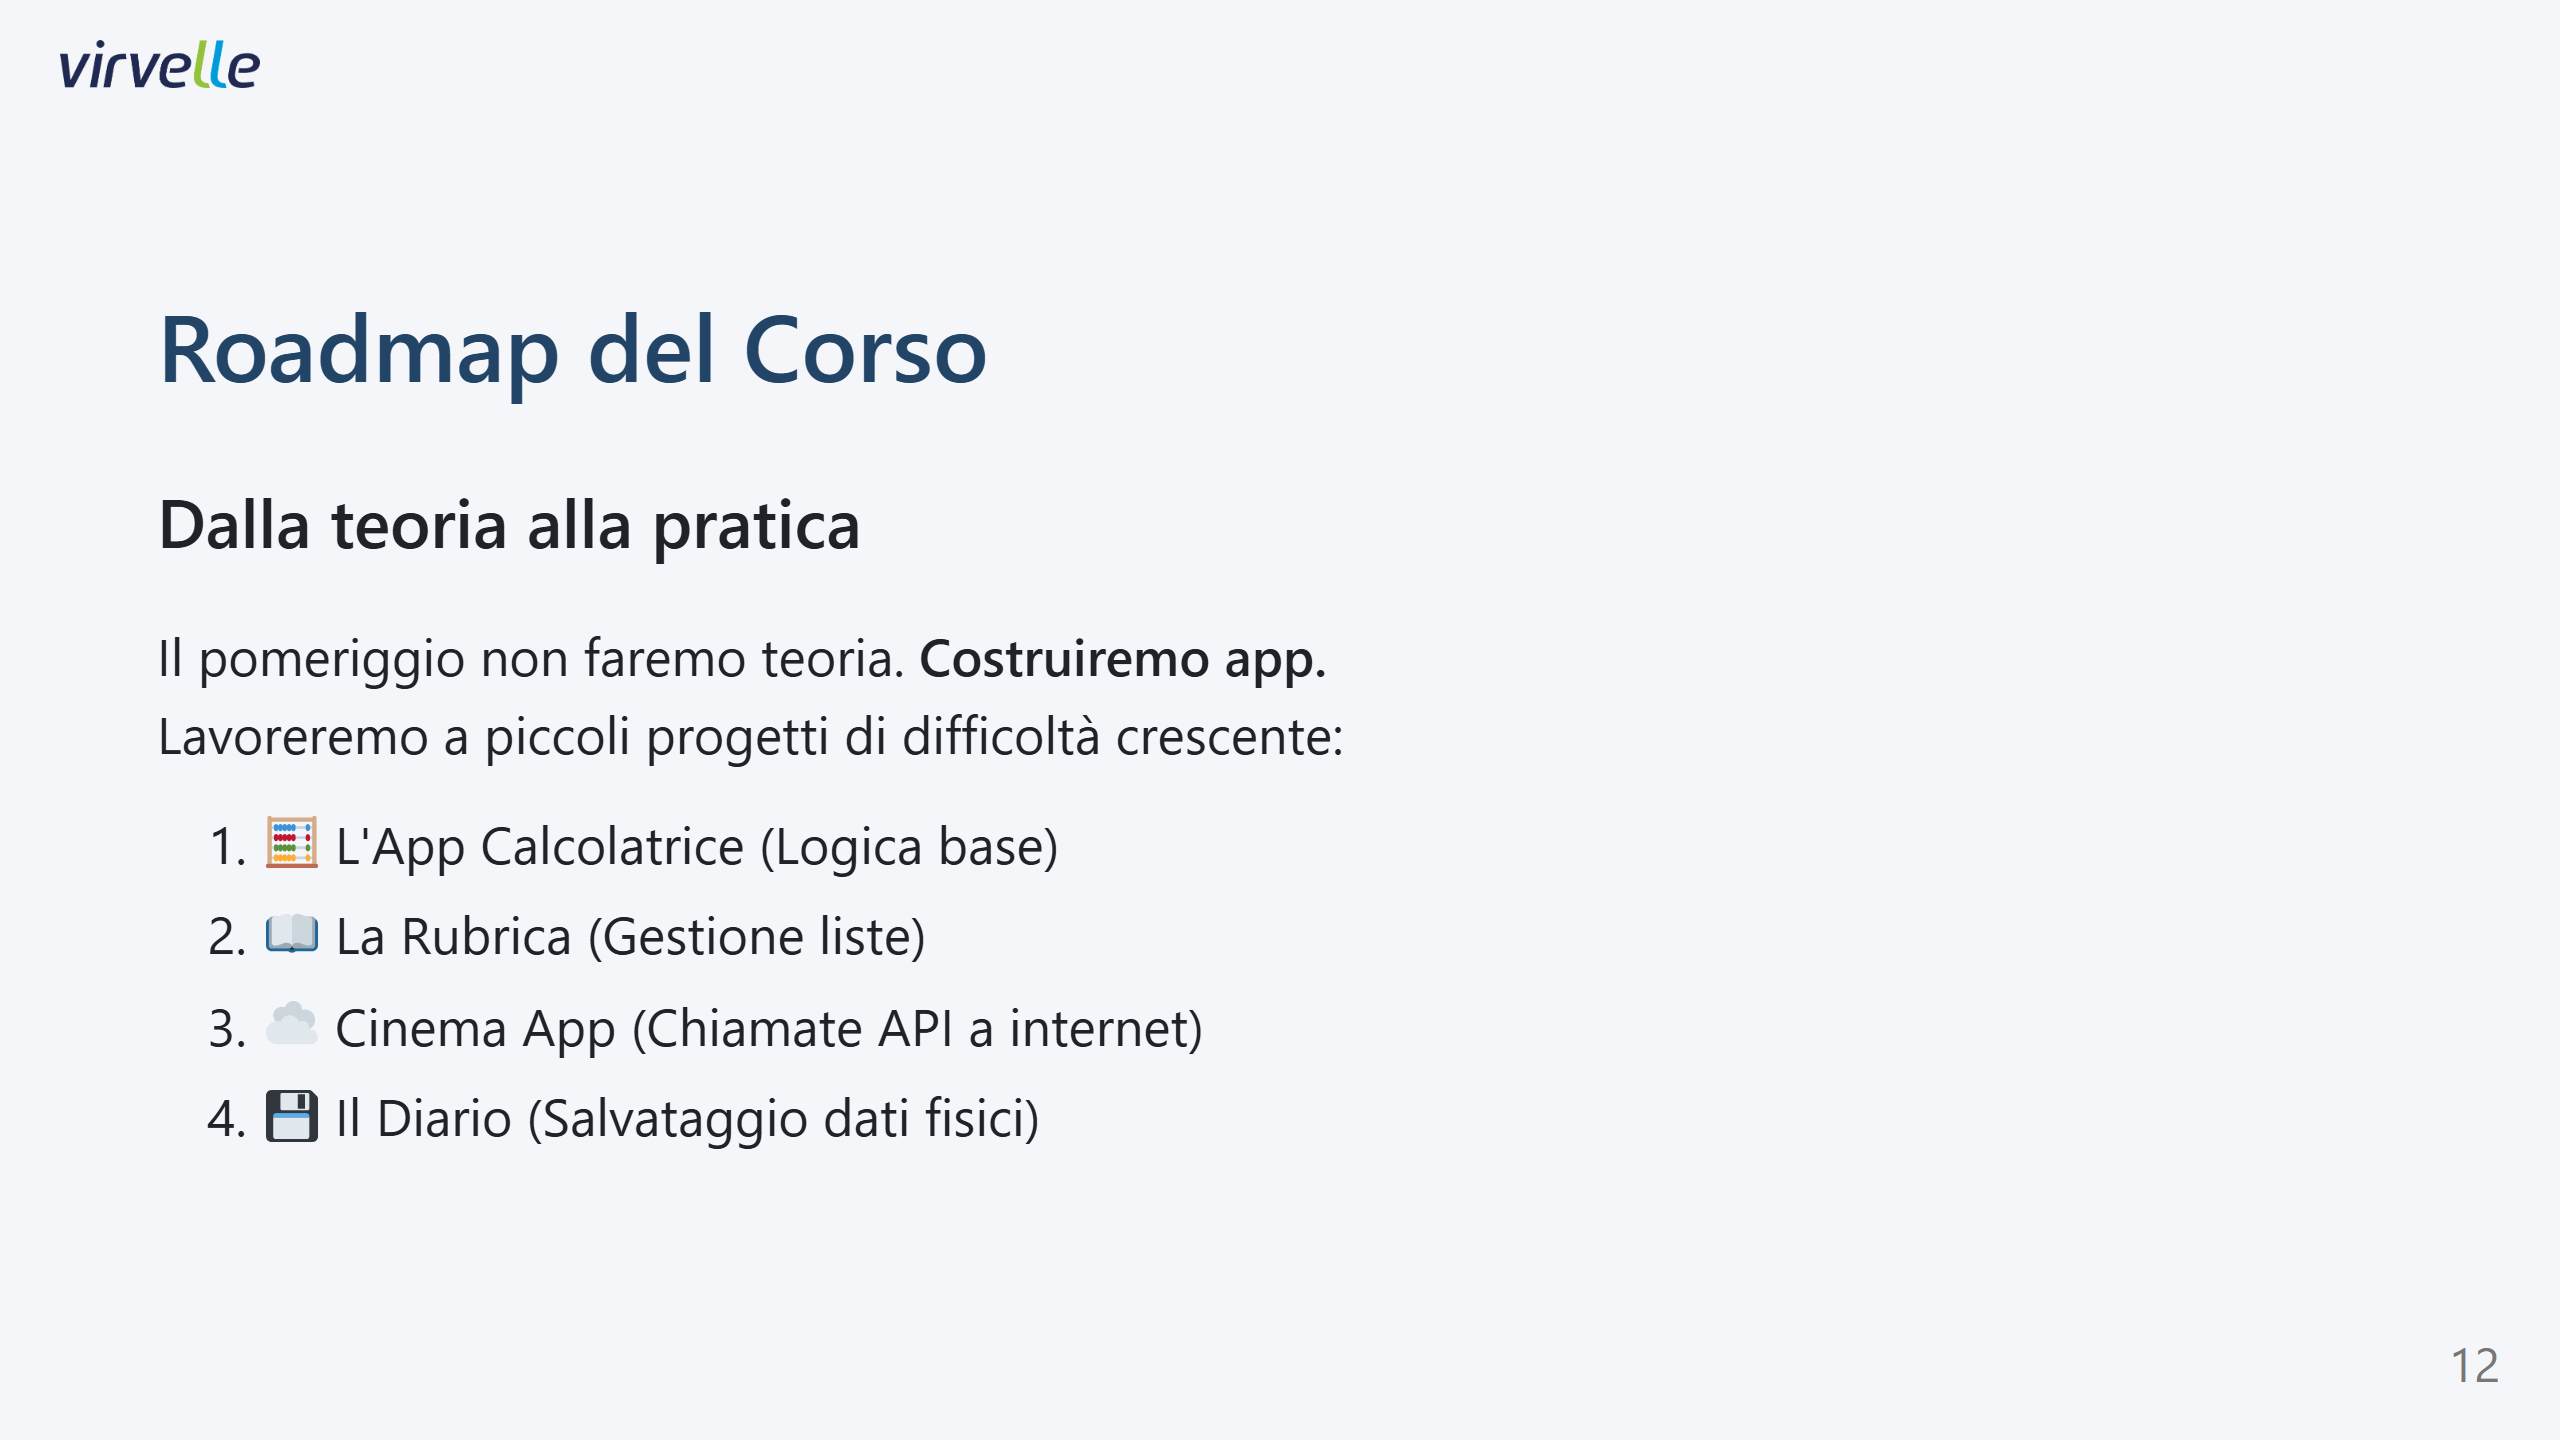 virvelle
Roadmap del Corso
Dalla teoria alla pratica
Il pomeriggio non faremo teoria. Costruiremo app.
Lavoreremo a piccoli progetti di difficoltà crescente:
1. 🧮 L'App Calcolatrice (Logica base)
2. 📖 La Rubrica (Gestione liste)
3. ☁️ Cinema App (Chiamate API a internet)
4. 💾 Il Diario (Salvataggio dati fisici)
12